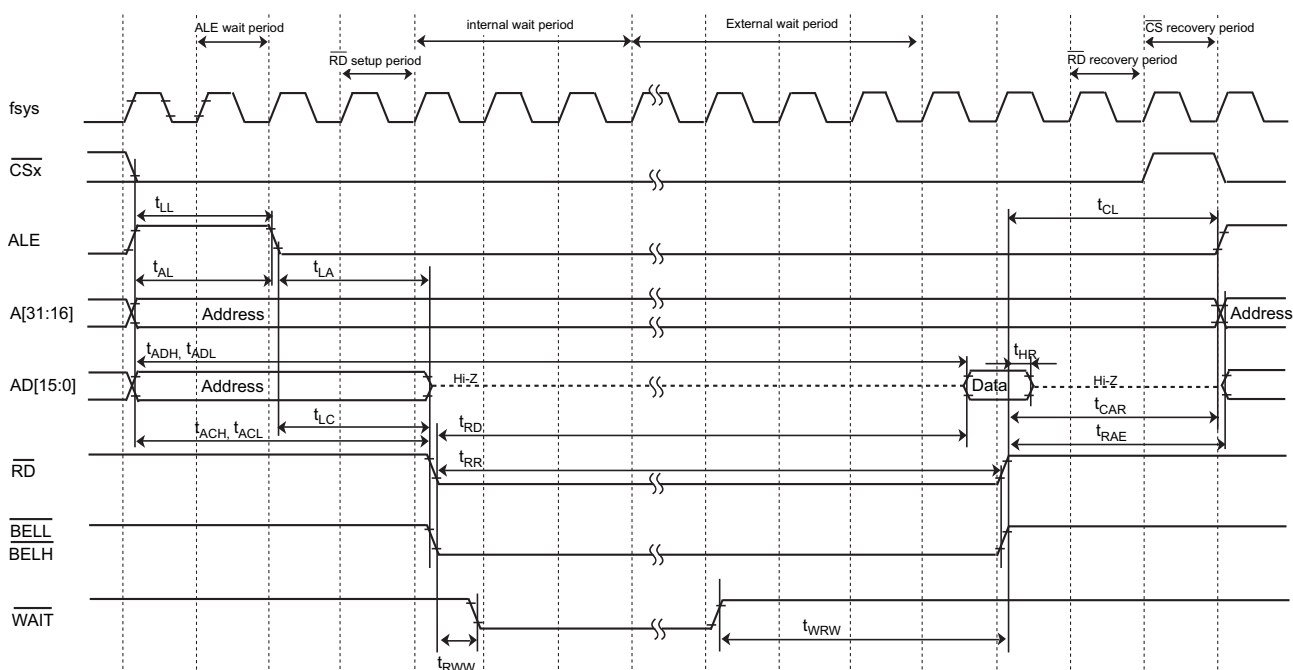 ALE wait period
internal wait period
External wait period
CS recovery period
RD setup period
RD recovery period
fsys
CSx
tLL
tCL
ALE
tAL
tLA
A[31:16]
Address
Address
tADH, tADL
tHR
AD[15:0]
Address
Hi-Z
Data
Hi-Z
tLC
tRD
tCAR
tACH, tACL
tRAE
tRR
RD
BELL
BELH
WAIT
tWRW
tRWW